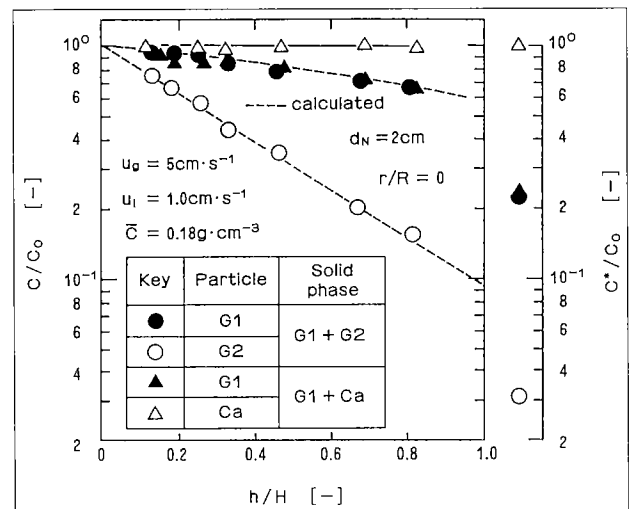 10⁰
8
6
4
2
10⁻¹
8
6
4
2
C/C₀ [-]
---- calculated
d_N = 2cm
r/R = 0
u_g = 5cm·s⁻¹
u_l = 1.0cm·s⁻¹
C̄ = 0.18g·cm⁻³
Key Particle Solid phase
G1 G1 + G2
G2
G1 G1 + Ca
Ca
0.2 0.4 0.6 0.8 1.0
h/H [-]
10⁰
8
6
4
2
10⁻¹
8
6
4
2
C*/C₀ [-]